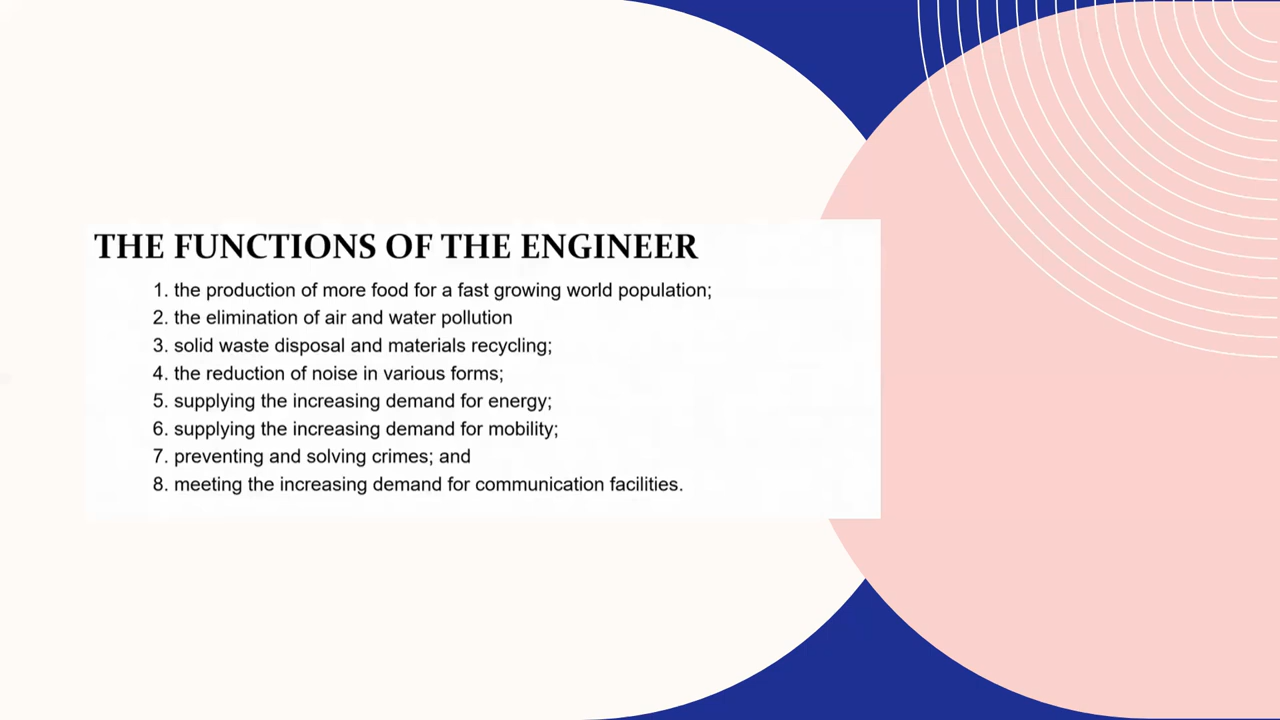 THE FUNCTIONS OF THE ENGINEER
1. the production of more food for a fast growing world population;
2. the elimination of air and water pollution
3. solid waste disposal and materials recycling;
4. the reduction of noise in various forms;
5. supplying the increasing demand for energy;
6. supplying the increasing demand for mobility;
7. preventing and solving crimes; and
8. meeting the increasing demand for communication facilities.